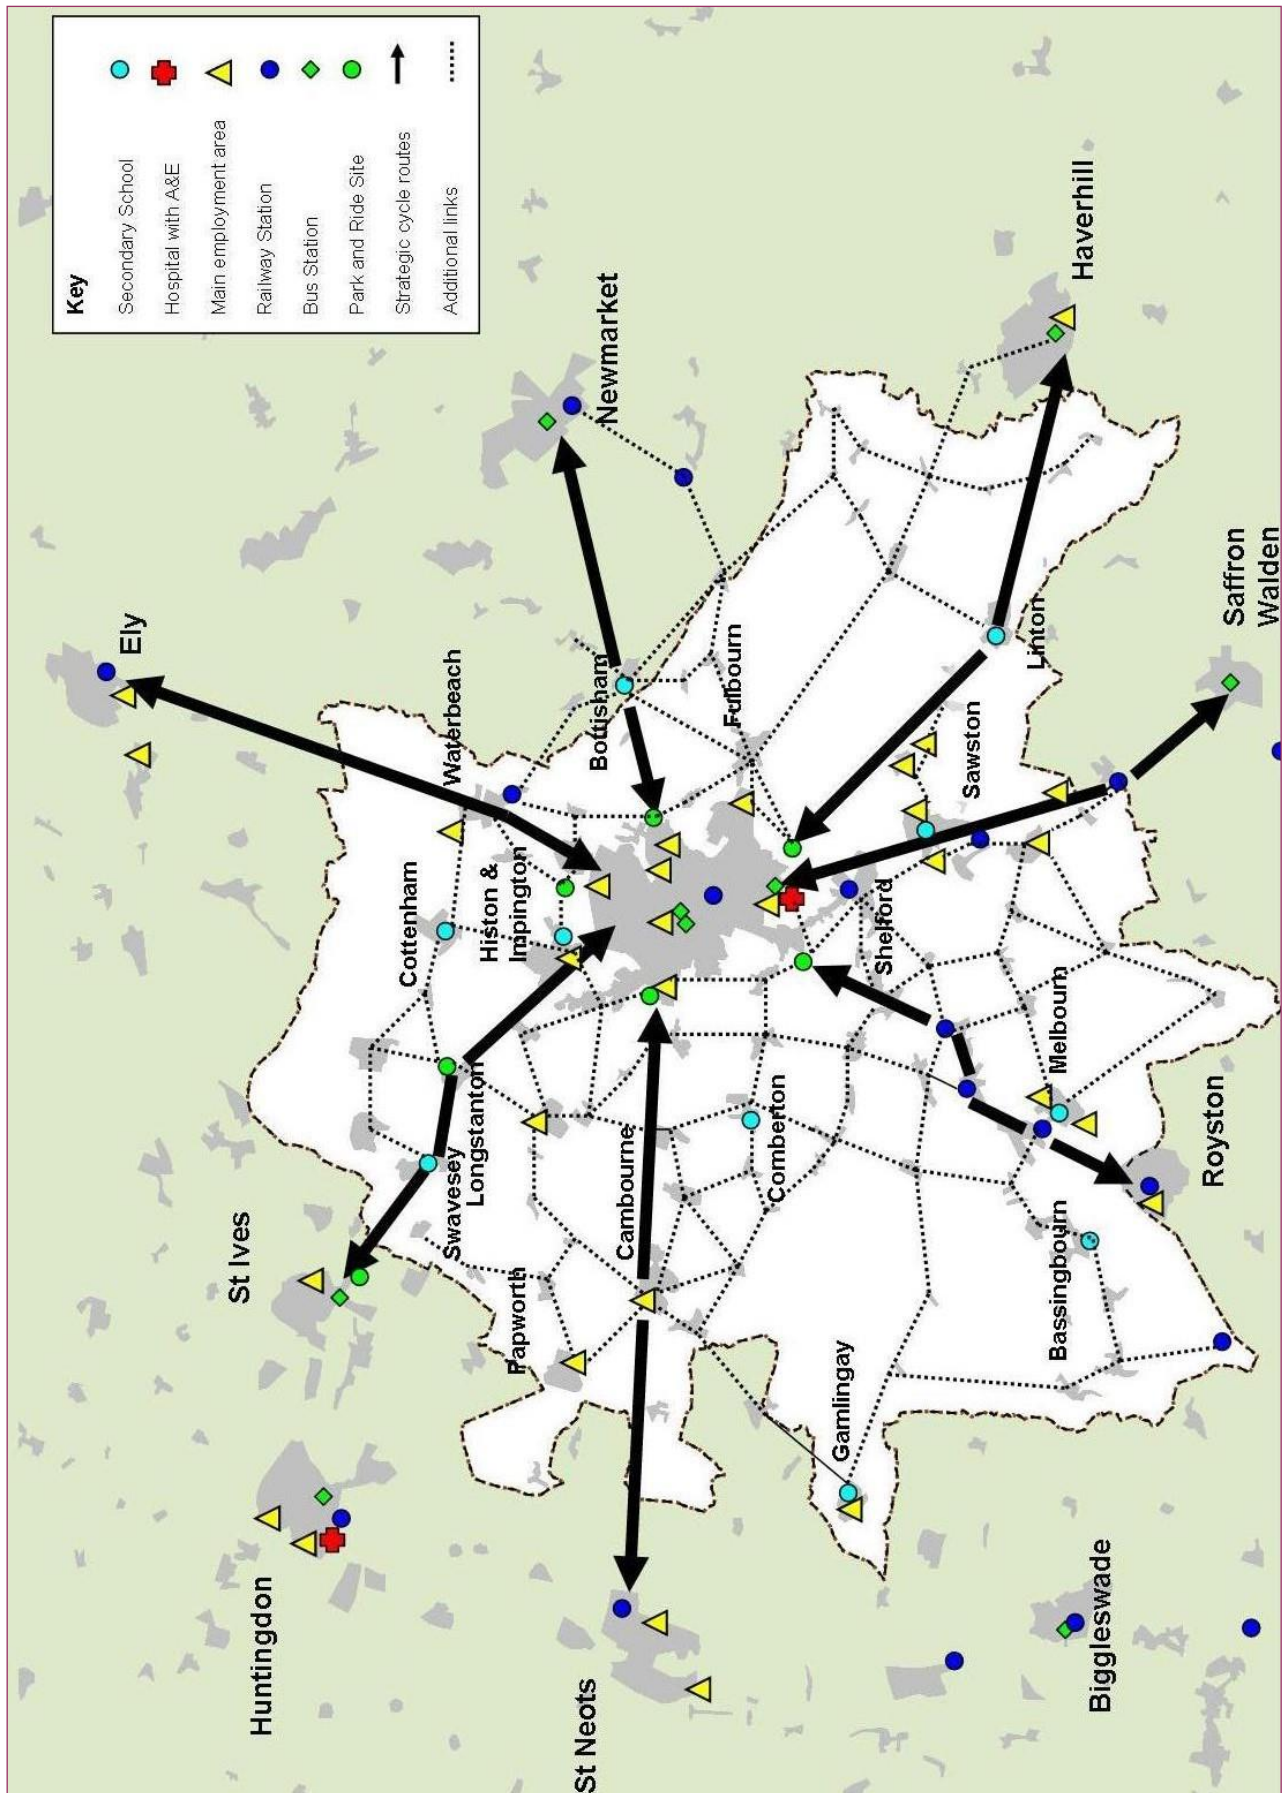 Key
Secondary School
Hospital with A&E
Main employment area
Railway Station
Bus Station
Park and Ride Site
Strategic cycle routes
Additional links
Huntingdon
St Ives
Ely
Newmarket
Haverhill
Saffron
Walden
Royston
Biggleswade
St Neots
Papworth
Swavesey
Longstanton
Cottenham
Histon &
Impington
Waterbeach
Bottisham
Fulbourn
Linton
Sawston
Shelford
Melbourn
Bassingbourn
Comberton
Cambourne
Gamlingay